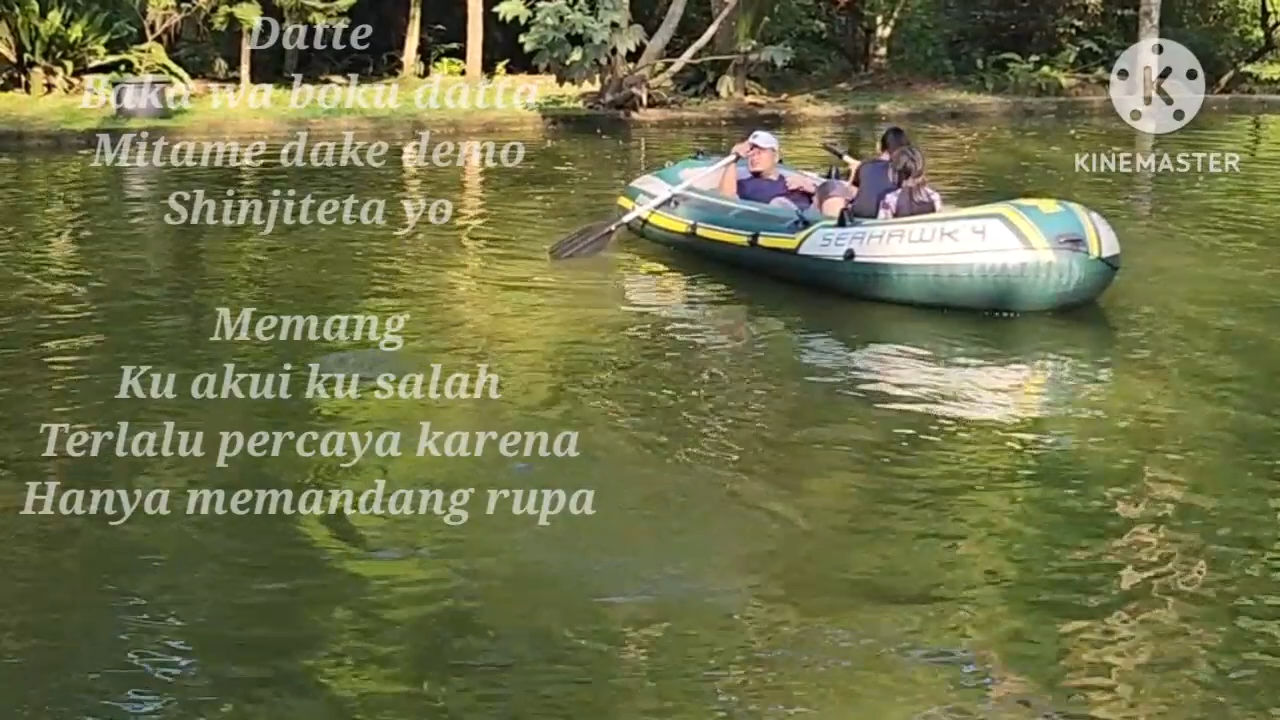 Datte
Baka wa boku datta
Mitame dake demo
Shinjiteta yo
Memang
Ku akui ku salah
Terlalu percaya karena
Hanya memandang rupa
K
KINEMASTER
SEAHAWK 4